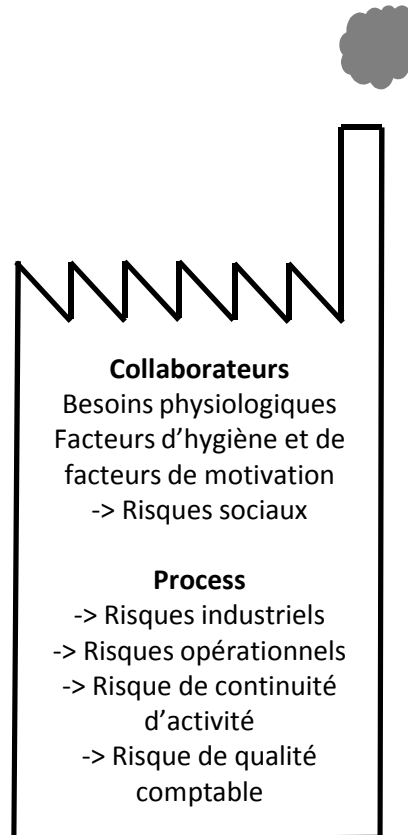 Collaborateurs
Besoins physiologiques
Facteurs d’hygiène et de
facteurs de motivation
-> Risques sociaux
Process
-> Risques industriels
-> Risques opérationnels
-> Risque de continuité
d’activité
-> Risque de qualité
comptable